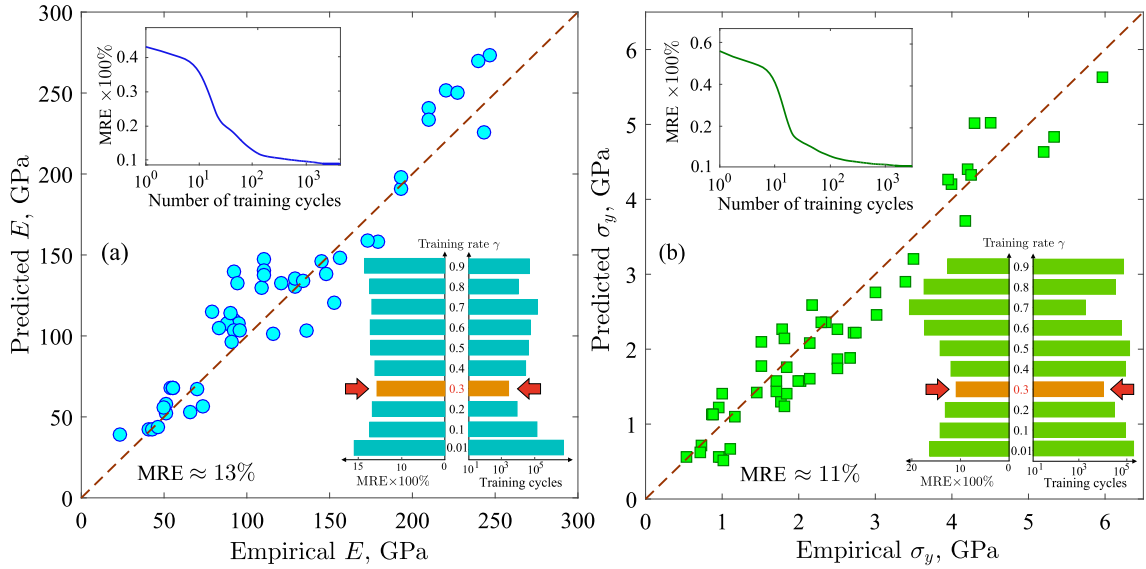 300
250
200
150
100
50
0
Predicted E, GPa
0 50 100 150 200 250 300
Empirical E, GPa
(a)
MRE ≈ 13%
0.4
0.3
0.2
0.1
MRE ×100%
10^0 10^1 10^2 10^3
Number of training cycles
Training rate γ
0.9
0.8
0.7
0.6
0.5
0.4
0.3
0.2
0.1
0.01
15 10 0
MRE×100%
10^1 10^3 10^5
Training cycles
6
5
4
3
2
1
0
Predicted σ_y, GPa
0 1 2 3 4 5 6
Empirical σ_y, GPa
(b)
MRE ≈ 11%
0.6
0.4
0.2
0.1
MRE ×100%
10^0 10^1 10^2 10^3
Number of training cycles
Training rate γ
0.9
0.8
0.7
0.6
0.5
0.4
0.3
0.2
0.1
0.01
20 10 0
MRE×100%
10^1 10^3 10^5
Training cycles